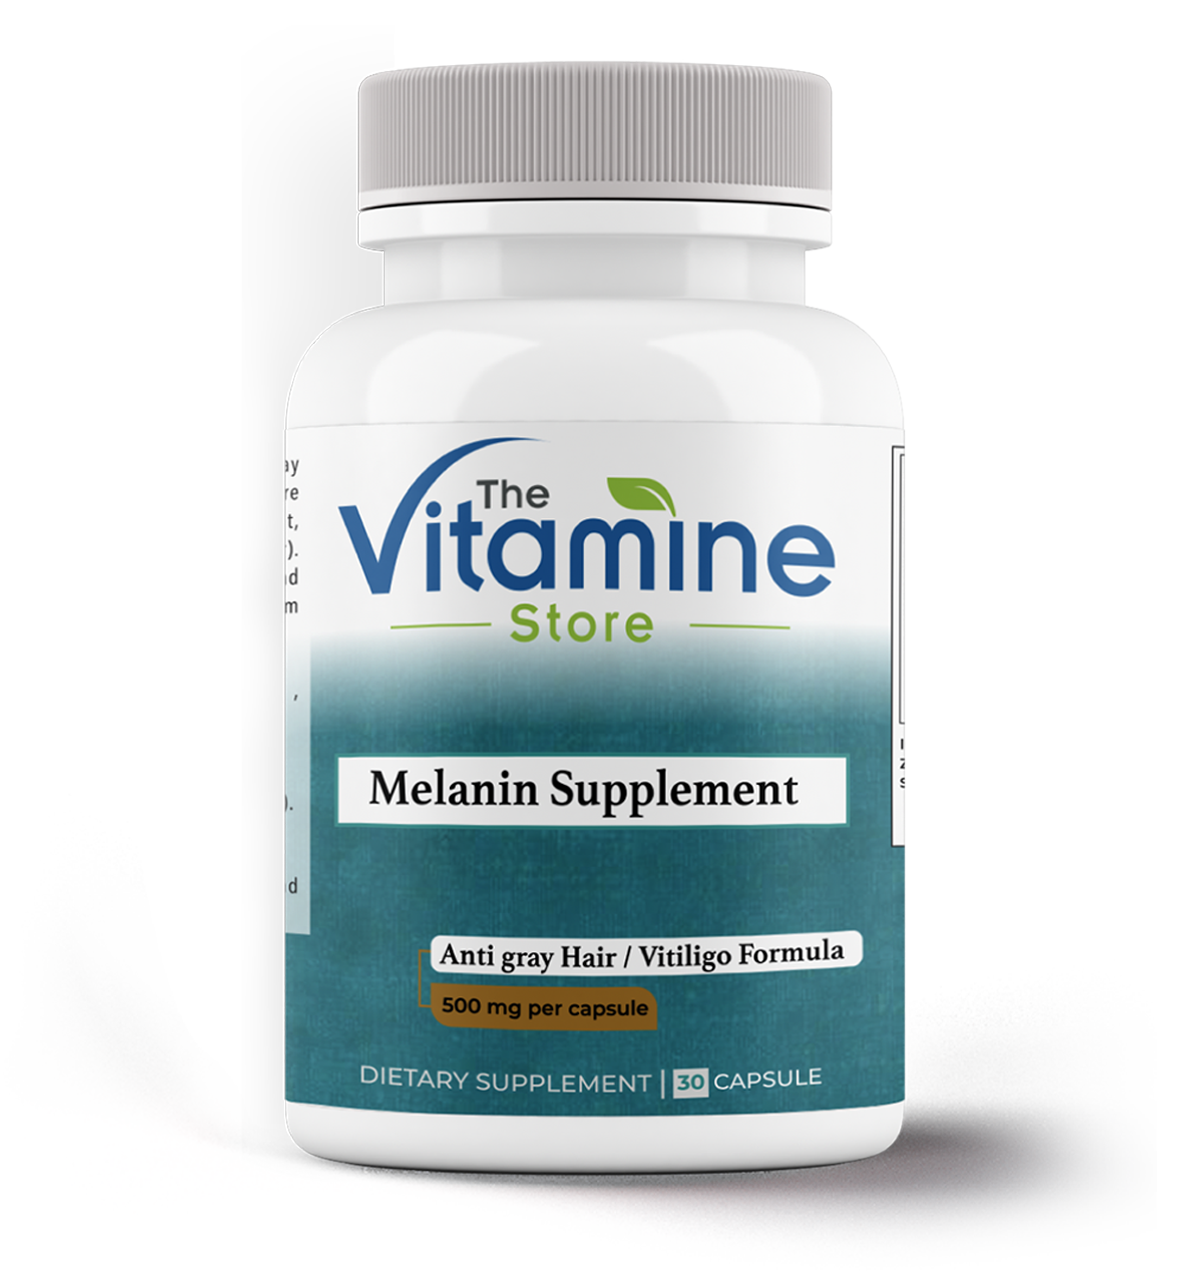 The
Vitamine
Store
Melanin Supplement
Anti gray Hair / Vitiligo Formula
500 mg per capsule
DIETARY SUPPLEMENT | 30 CAPSULE